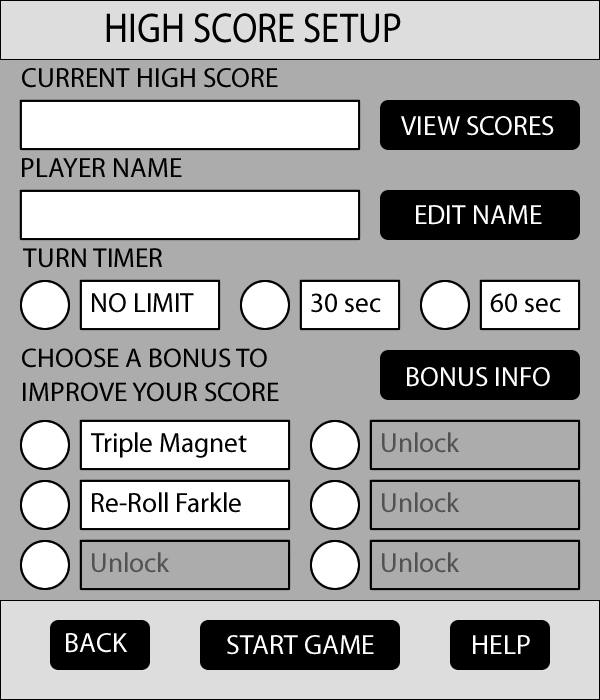 HIGH SCORE SETUP
CURRENT HIGH SCORE
VIEW SCORES
PLAYER NAME
EDIT NAME
TURN TIMER
NO LIMIT
30 sec
60 sec
CHOOSE A BONUS TO
IMPROVE YOUR SCORE
BONUS INFO
Triple Magnet
Unlock
Re-Roll Farkle
Unlock
Unlock
Unlock
BACK
START GAME
HELP